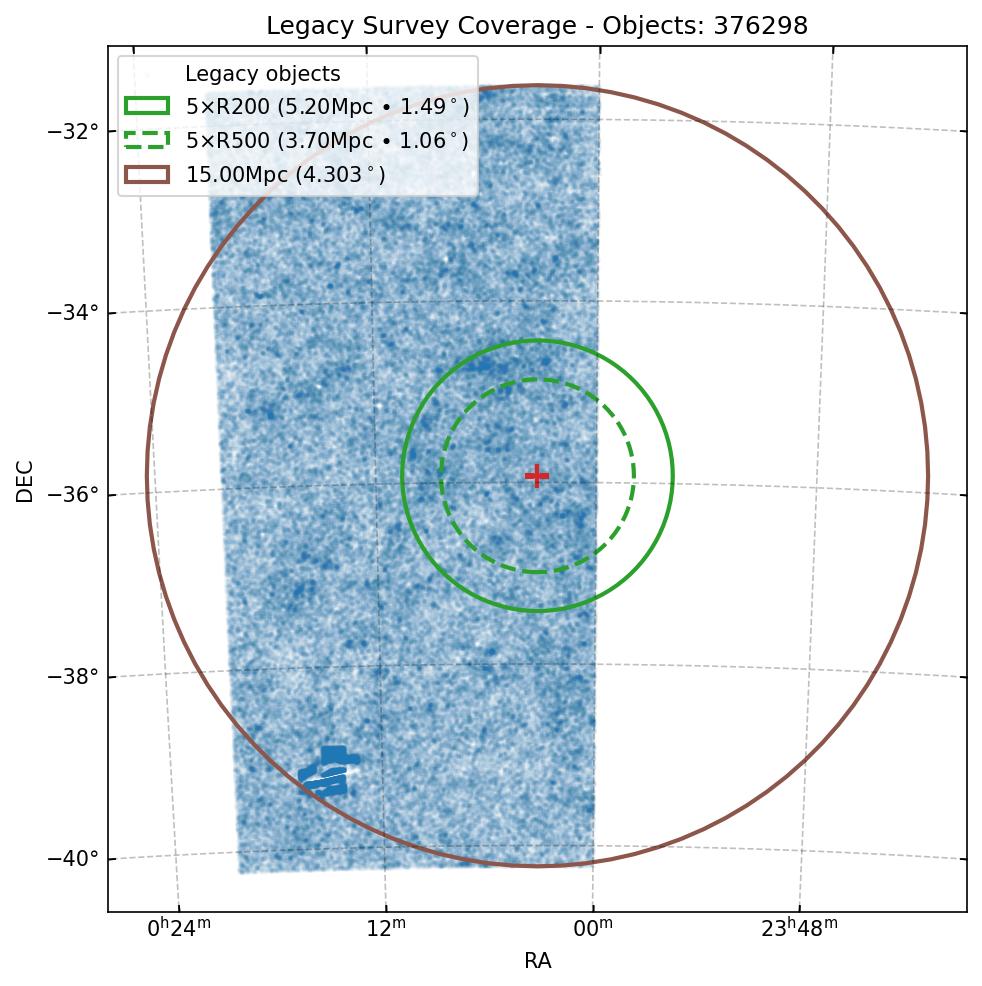 Legacy Survey Coverage - Objects: 376298
Legacy objects
5×R200 (5.20Mpc • 1.49°)
5×R500 (3.70Mpc • 1.06°)
15.00Mpc (4.303°)
−32°
−34°
−36°
−38°
−40°
DEC
0ʰ24ᵐ 12ᵐ 00ᵐ 23ʰ48ᵐ
RA